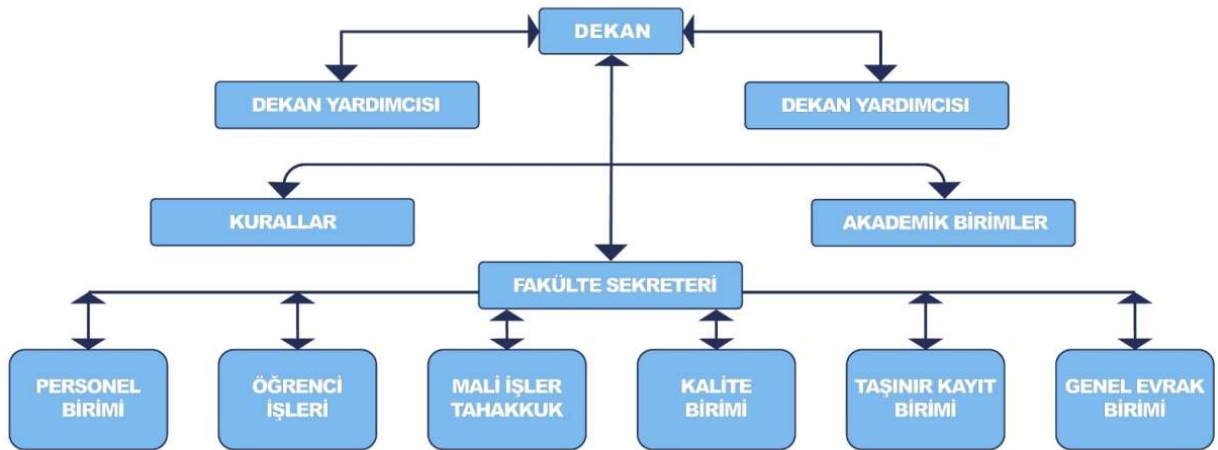 DEKAN
DEKAN YARDIMCISI
DEKAN YARDIMCISI
KURALLAR
AKADEMİK BİRİMLER
FAKÜLTE SEKRETERİ
PERSONEL
BİRİMİ
ÖĞRENCİ
İŞLERİ
MALİ İŞLER
TAHAKKUK
KALİTE
BİRİMİ
TAŞINIR KAYIT
BİRİMİ
GENEL EVRAK
BİRİMİ